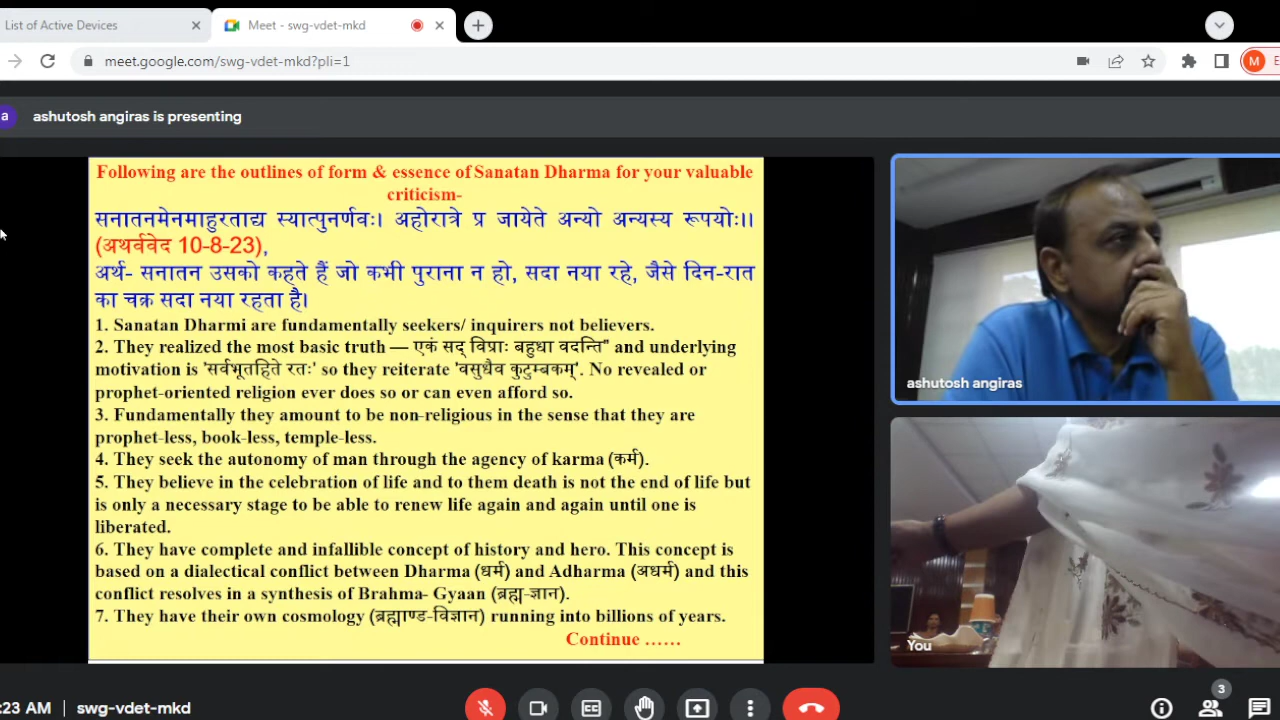 List of Active Devices
Meet - swg-vdet-mkd
meet.google.com/swg-vdet-mkd?pli=1
M
a
ashutosh angiras is presenting
Following are the outlines of form & essence of Sanatan Dharma for your valuable
criticism-
सनातनमेनमाहुरताद्य स्यात्पुनर्णवः। अहोरात्रे प्र जायेते अन्यो अन्यस्य रूपयोः।।
(अथर्ववेद 10-8-23),
अर्थ- सनातन उसको कहते हैं जो कभी पुराना न हो, सदा नया रहे, जैसे दिन-रात
का चक्र सदा नया रहता है।
1. Sanatan Dharmi are fundamentally seekers/ inquirers not believers.
2. They realized the most basic truth — एकं सद् विप्राः बहुधा वदन्ति" and underlying
motivation is 'सर्वभूतहिते रतः' so they reiterate 'वसुधैव कुटुम्बकम्'. No revealed or
prophet-oriented religion ever does so or can even afford so.
3. Fundamentally they amount to be non-religious in the sense that they are
prophet-less, book-less, temple-less.
4. They seek the autonomy of man through the agency of karma (कर्म).
5. They believe in the celebration of life and to them death is not the end of life but
is only a necessary stage to be able to renew life again and again until one is
liberated.
6. They have complete and infallible concept of history and hero. This concept is
based on a dialectical conflict between Dharma (धर्म) and Adharma (अधर्म) and this
conflict resolves in a synthesis of Brahma- Gyaan (ब्रह्म-ज्ञान).
7. They have their own cosmology (ब्रह्माण्ड-विज्ञान) running into billions of years.
Continue ……
ashutosh angiras
You
:23 AM | swg-vdet-mkd
3